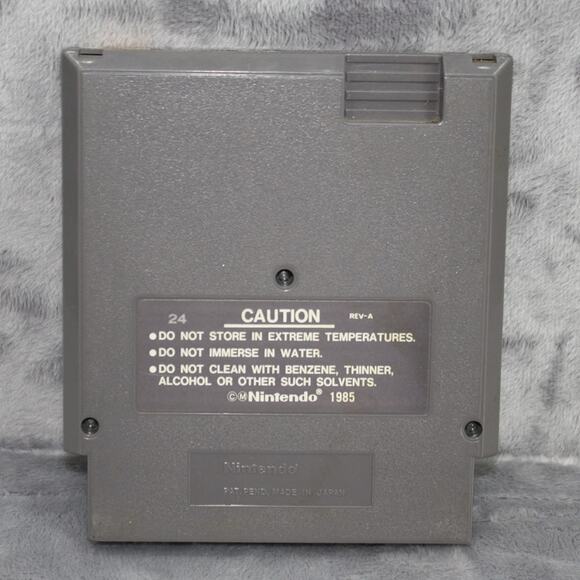 24 CAUTION REV-A
●DO NOT STORE IN EXTREME TEMPERATURES.
●DO NOT IMMERSE IN WATER.
●DO NOT CLEAN WITH BENZENE, THINNER,
ALCOHOL OR OTHER SUCH SOLVENTS.
©ⓂNintendo® 1985
Nintendo®
PAT. PEND. MADE IN JAPAN